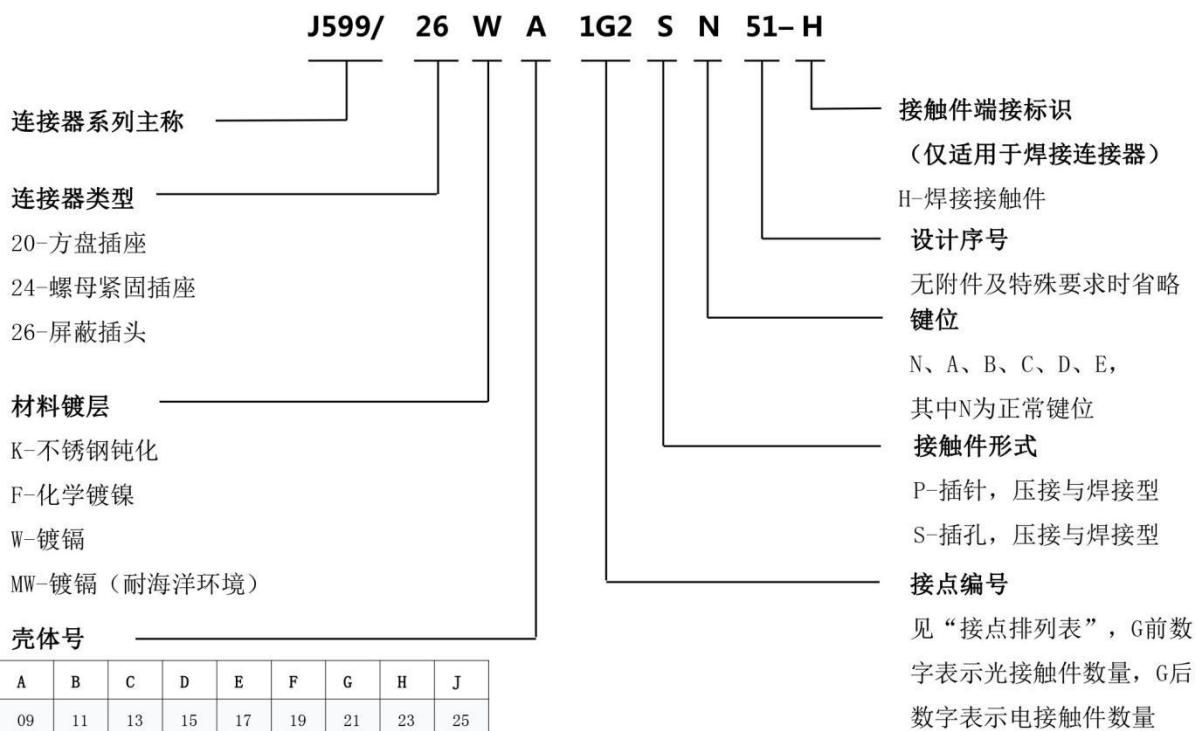 J599/ 26 W A 1G2 S N 51-H
连接器系列主称
连接器类型
20-方盘插座
24-螺母紧固插座
26-屏蔽插头
材料镀层
K-不锈钢钝化
F-化学镀镍
W-镀镉
MW-镀镉（耐海洋环境）
壳体号
A B C D E F G H J
09 11 13 15 17 19 21 23 25
接触件端接标识
（仅适用于焊接连接器）
H-焊接接触件
设计序号
无附件及特殊要求时省略
键位
N、A、B、C、D、E，
其中N为正常键位
接触件形式
P-插针，压接与焊接型
S-插孔，压接与焊接型
接点编号
见“接点排列表”，G前数
字表示光接触件数量，G后
数字表示电接触件数量